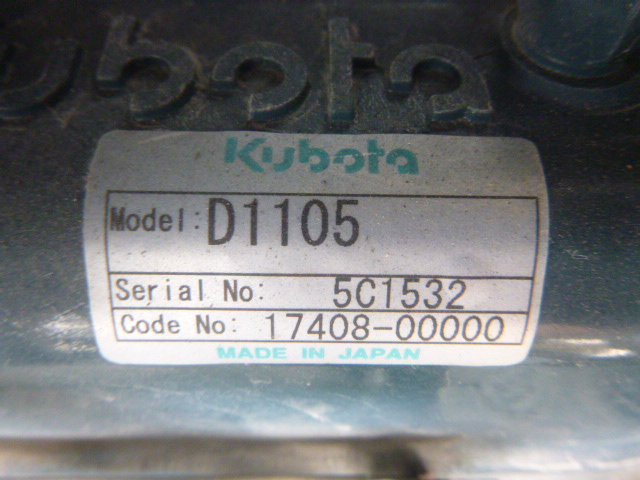 Kubota
Kubota
Model: D1105
Serial No: 5C1532
Code No: 17408-00000
MADE IN JAPAN